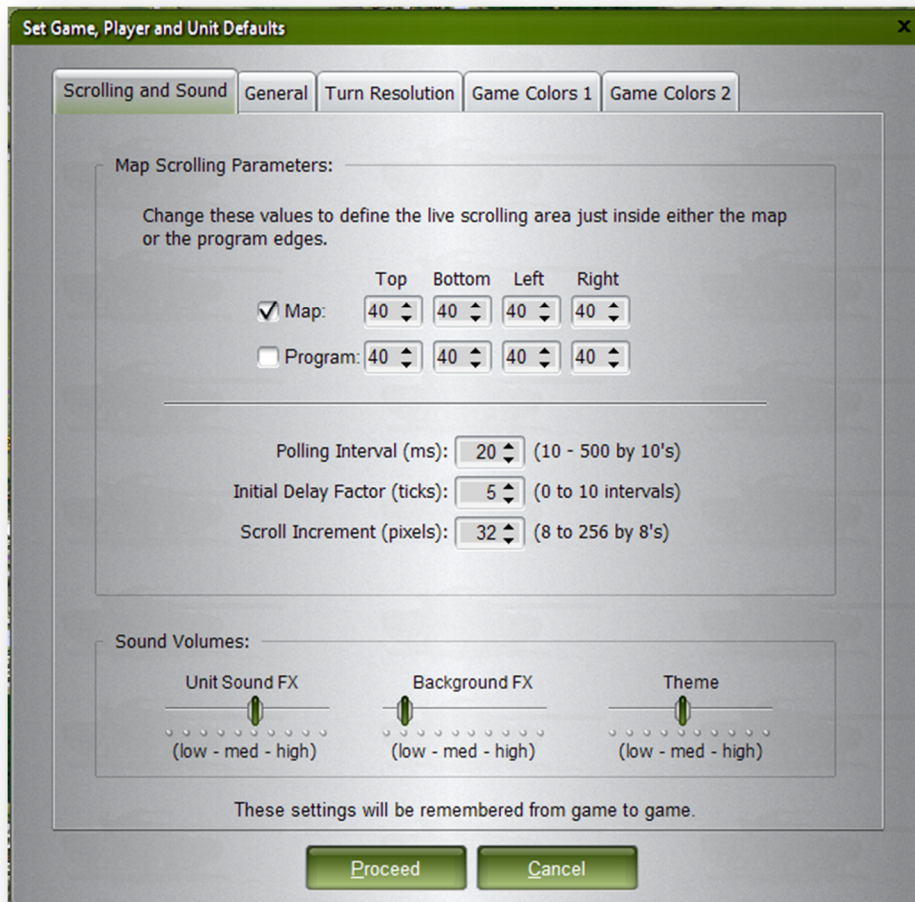 Set Game, Player and Unit Defaults
x
Scrolling and Sound General Turn Resolution Game Colors 1 Game Colors 2
Map Scrolling Parameters:
Change these values to define the live scrolling area just inside either the map
or the program edges.
Top Bottom Left Right
Map: 40 40 40 40
Program: 40 40 40 40
Polling Interval (ms): 20 (10 - 500 by 10's)
Initial Delay Factor (ticks): 5 (0 to 10 intervals)
Scroll Increment (pixels): 32 (8 to 256 by 8's)
Sound Volumes:
Unit Sound FX Background FX Theme
(low - med - high) (low - med - high) (low - med - high)
These settings will be remembered from game to game.
Proceed Cancel